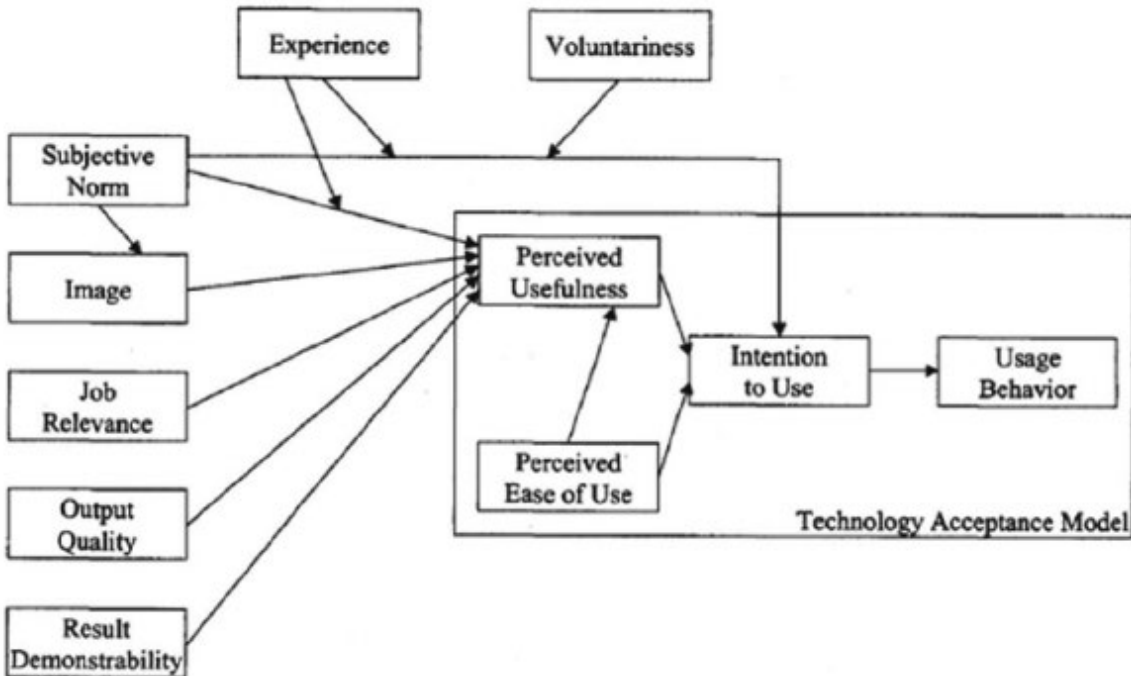 Experience
Voluntariness
Subjective
Norm
Image
Job
Relevance
Output
Quality
Result
Demonstrability
Perceived
Usefulness
Perceived
Ease of Use
Intention
to Use
Usage
Behavior
Technology Acceptance Model